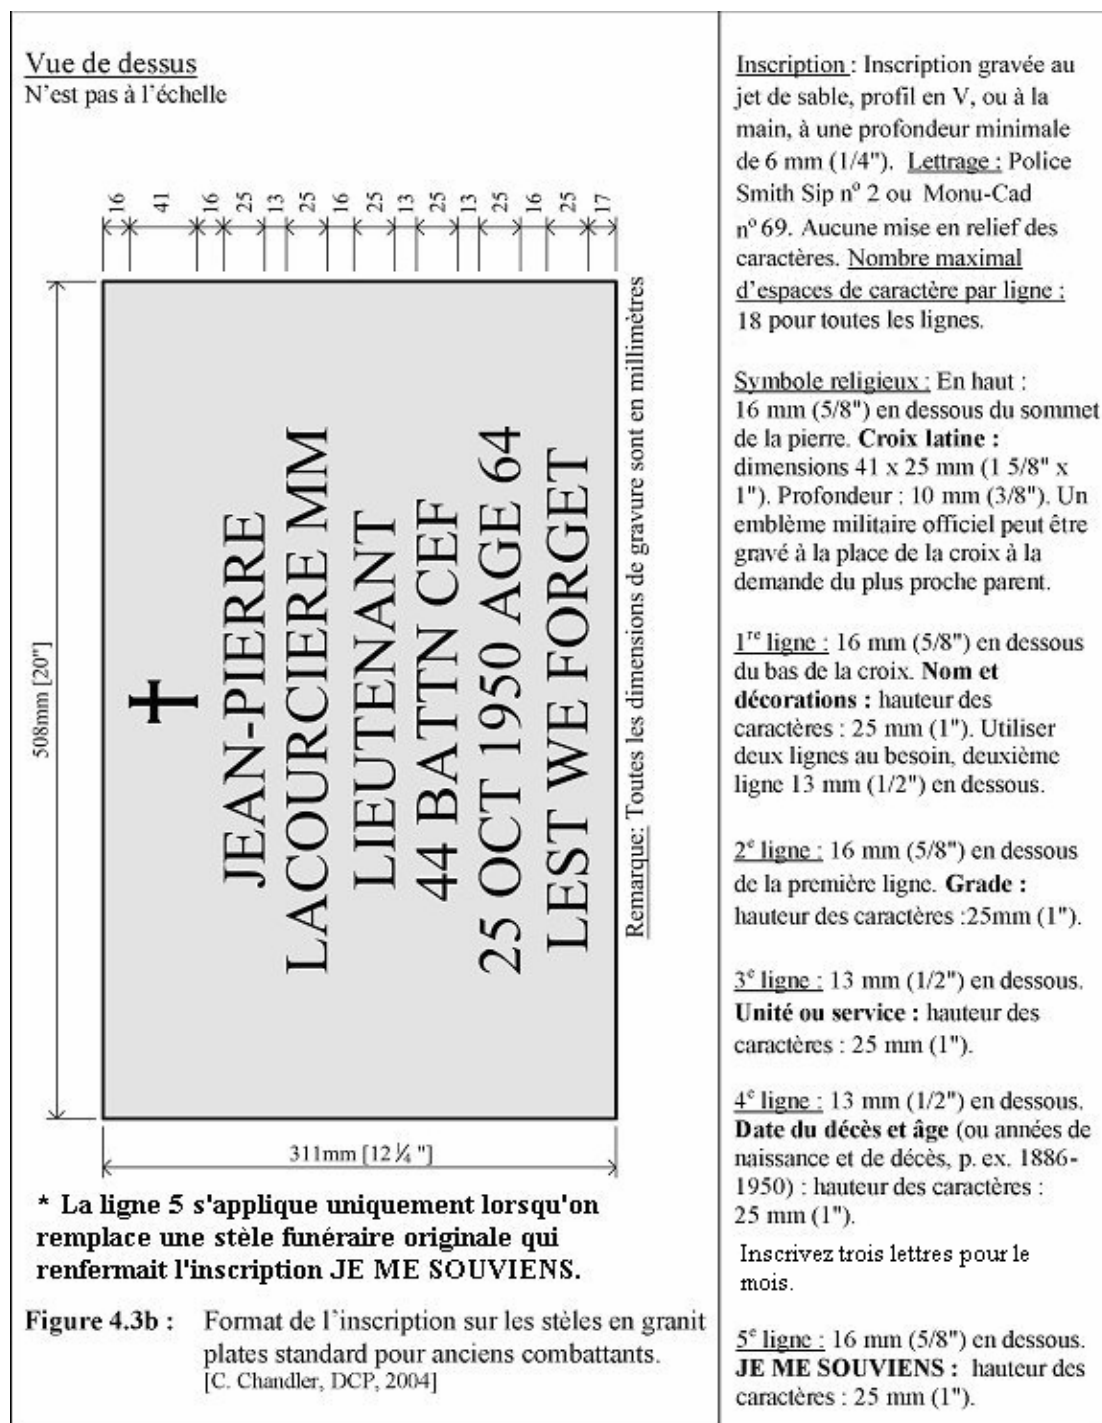 Vue de dessus
N'est pas à l'échelle
16
41
16
25
13
25
16
25
13
25
13
25
16
25
17
508mm [20"]
JEAN-PIERRE
LACOURCIERE MM
LIEUTENANT
44 BATTN CEF
25 OCT 1950 AGE 64
LEST WE FORGET
Remarque: Toutes les dimensions de gravure sont en millimètres
311mm [12 ¼ "]
* La ligne 5 s'applique uniquement lorsqu'on
remplace une stèle funéraire originale qui
renfermait l'inscription JE ME SOUVIENS.
Figure 4.3b : Format de l'inscription sur les stèles en granit
plates standard pour anciens combattants.
[C. Chandler, DCP, 2004]
Inscription : Inscription gravée au
jet de sable, profil en V, ou à la
main, à une profondeur minimale
de 6 mm (1/4"). Lettrage : Police
Smith Sip nº 2 ou Monu-Cad
nº 69. Aucune mise en relief des
caractères. Nombre maximal
d'espaces de caractère par ligne :
18 pour toutes les lignes.
Symbole religieux : En haut :
16 mm (5/8") en dessous du sommet
de la pierre. Croix latine :
dimensions 41 x 25 mm (1 5/8" x
1"). Profondeur : 10 mm (3/8"). Un
emblème militaire officiel peut être
gravé à la place de la croix à la
demande du plus proche parent.
1re ligne : 16 mm (5/8") en dessous
du bas de la croix. Nom et
décorations : hauteur des
caractères : 25 mm (1"). Utiliser
deux lignes au besoin, deuxième
ligne 13 mm (1/2") en dessous.
2e ligne : 16 mm (5/8") en dessous
de la première ligne. Grade :
hauteur des caractères :25mm (1").
3e ligne : 13 mm (1/2") en dessous.
Unité ou service : hauteur des
caractères : 25 mm (1").
4e ligne : 13 mm (1/2") en dessous.
Date du décès et âge (ou années de
naissance et de décès, p. ex. 1886-
1950) : hauteur des caractères :
25 mm (1").
Inscrivez trois lettres pour le
mois.
5e ligne : 16 mm (5/8") en dessous.
JE ME SOUVIENS : hauteur des
caractères : 25 mm (1").